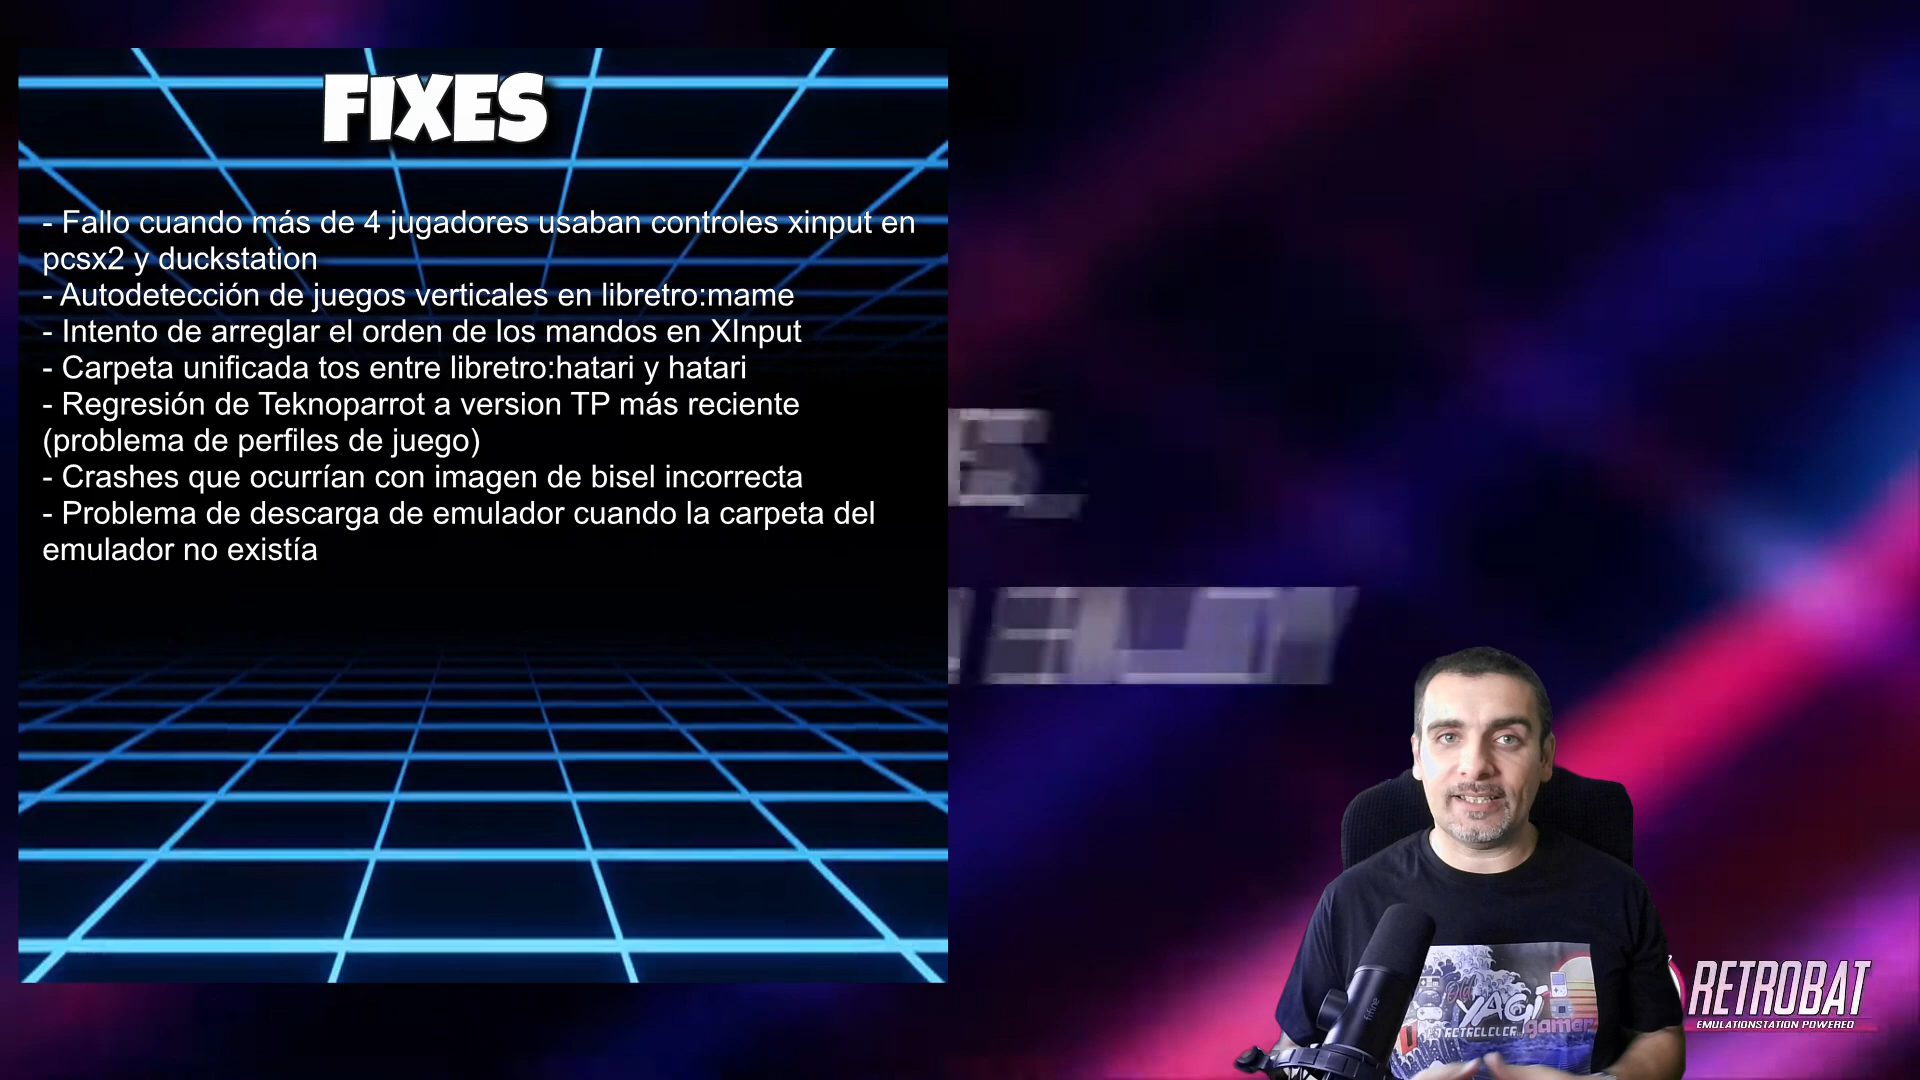 FIXES
- Fallo cuando más de 4 jugadores usaban controles xinput en
pcsx2 y duckstation
- Autodetección de juegos verticales en libretro:mame
- Intento de arreglar el orden de los mandos en XInput
- Carpeta unificada tos entre libretro:hatari y hatari
- Regresión de Teknoparrot a version TP más reciente
(problema de perfiles de juego)
- Crashes que ocurrían con imagen de bisel incorrecta
- Problema de descarga de emulador cuando la carpeta del
emulador no existía
fifine
YAGI
gamer
RETROBAT
EMULATIONSTATION POWERED